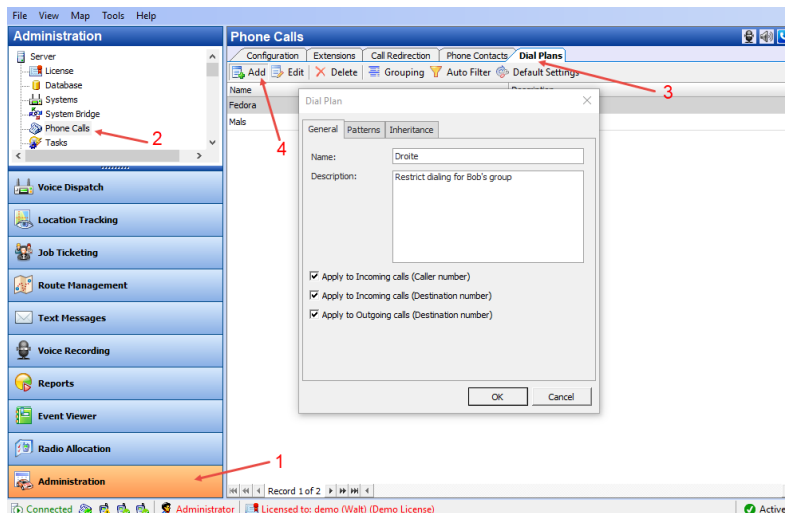 File View Map Tools Help
Administration
Phone Calls
Server
License
Database
Systems
System Bridge
Phone Calls
Tasks
2
Configuration Extensions Call Redirection Phone Contacts Dial Plans
Add Edit Delete Grouping Auto Filter Default Settings
3
Name
Fedora
Mals
4
Dial Plan
General Patterns Inheritance
Name: Droite
Description: Restrict dialing for Bob's group
Apply to Incoming calls (Caller number)
Apply to Incoming calls (Destination number)
Apply to Outgoing calls (Destination number)
OK Cancel
Voice Dispatch
Location Tracking
Job Ticketing
Route Management
Text Messages
Voice Recording
Reports
Event Viewer
Radio Allocation
Administration
1
Record 1 of 2
Connected Administrator Licensed to: demo (Walt) (Demo License) Active